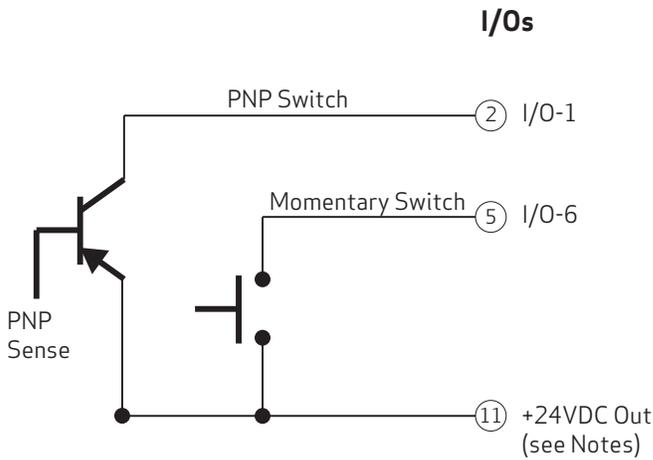 I/Os
PNP Switch
2 I/O-1
Momentary Switch
5 I/O-6
PNP
Sense
11 +24VDC Out
(see Notes)